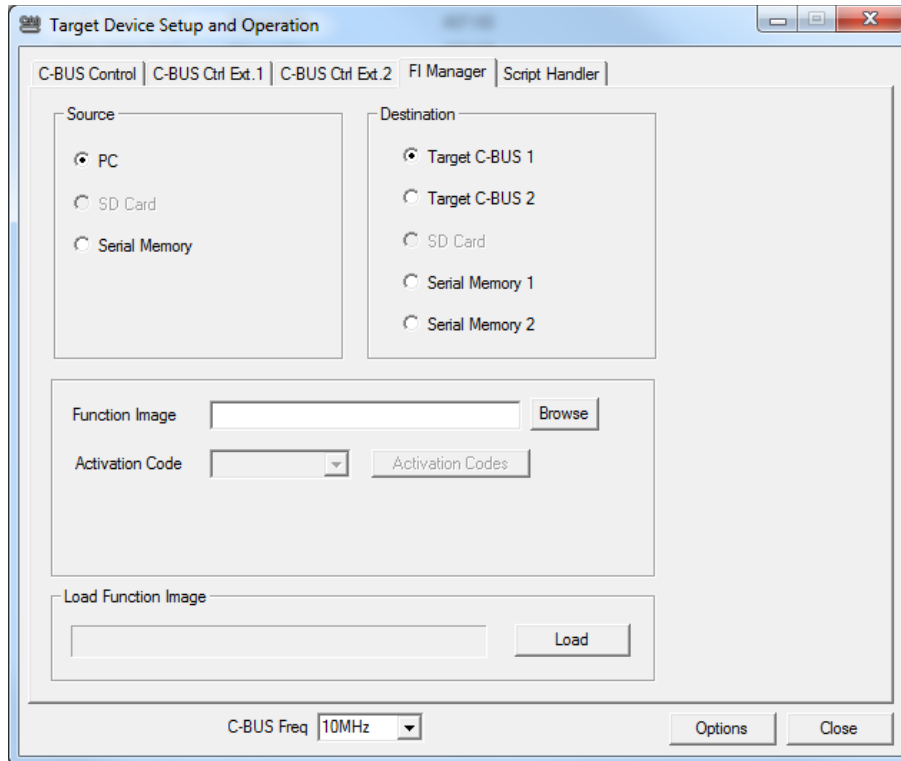 Target Device Setup and Operation
C-BUS Control C-BUS Ctrl Ext.1 C-BUS Ctrl Ext.2 FI Manager Script Handler
Source
PC
SD Card
Serial Memory
Destination
Target C-BUS 1
Target C-BUS 2
SD Card
Serial Memory 1
Serial Memory 2
Function Image Browse
Activation Code Activation Codes
Load Function Image
Load
C-BUS Freq 10MHz Options Close